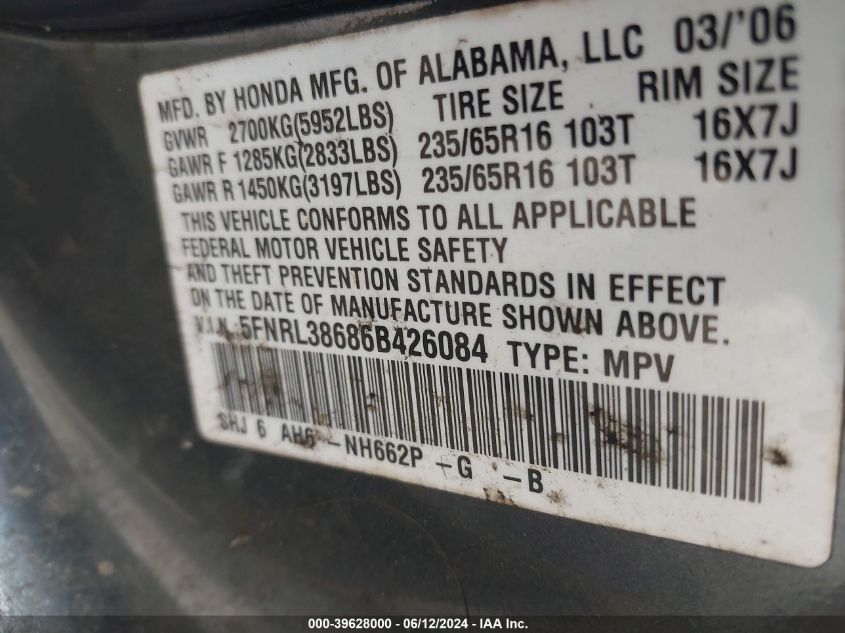 MFD. BY HONDA MFG. OF ALABAMA, LLC 03/'06
GVWR 2700KG(5952LBS) TIRE SIZE RIM SIZE
GAWR F 1285KG(2833LBS) 235/65R16 103T 16X7J
GAWR R 1450KG(3197LBS) 235/65R16 103T 16X7J
THIS VEHICLE CONFORMS TO ALL APPLICABLE
FEDERAL MOTOR VEHICLE SAFETY
AND THEFT PREVENTION STANDARDS IN EFFECT
ON THE DATE OF MANUFACTURE SHOWN ABOVE.
V.I.N. 5FNRL38686B426084 TYPE: MPV
SHJ 6 AH6 -NH662P -G -B
000-39628000 - 06/12/2024 - IAA Inc.